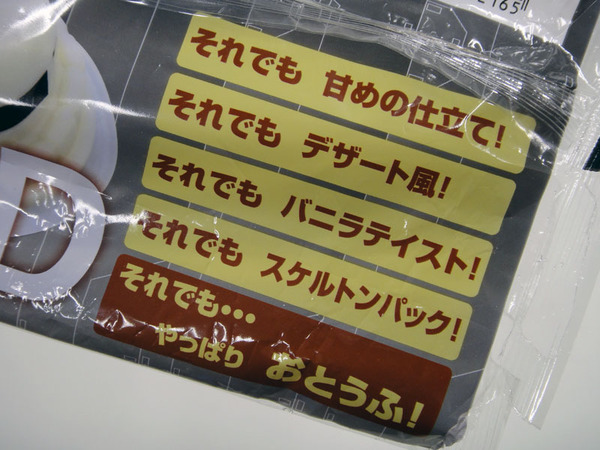 165"
それでも 甘めの仕立て!
それでも デザート風!
それでも バニラテイスト!
それでも スケルトンパック!
それでも…
やっぱり おとうふ!
D